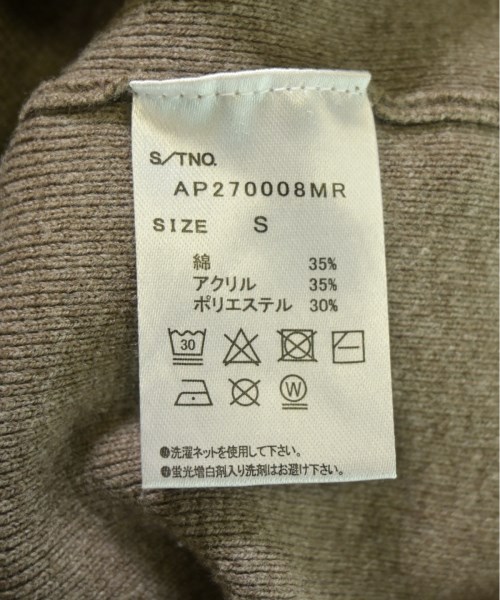 S/TNO.
AP270008MR
SIZE S
綿 35%
アクリル 35%
ポリエステル 30%
30
W
●洗濯ネットを使用して下さい。
●蛍光増白剤入り洗剤はお避け下さい。